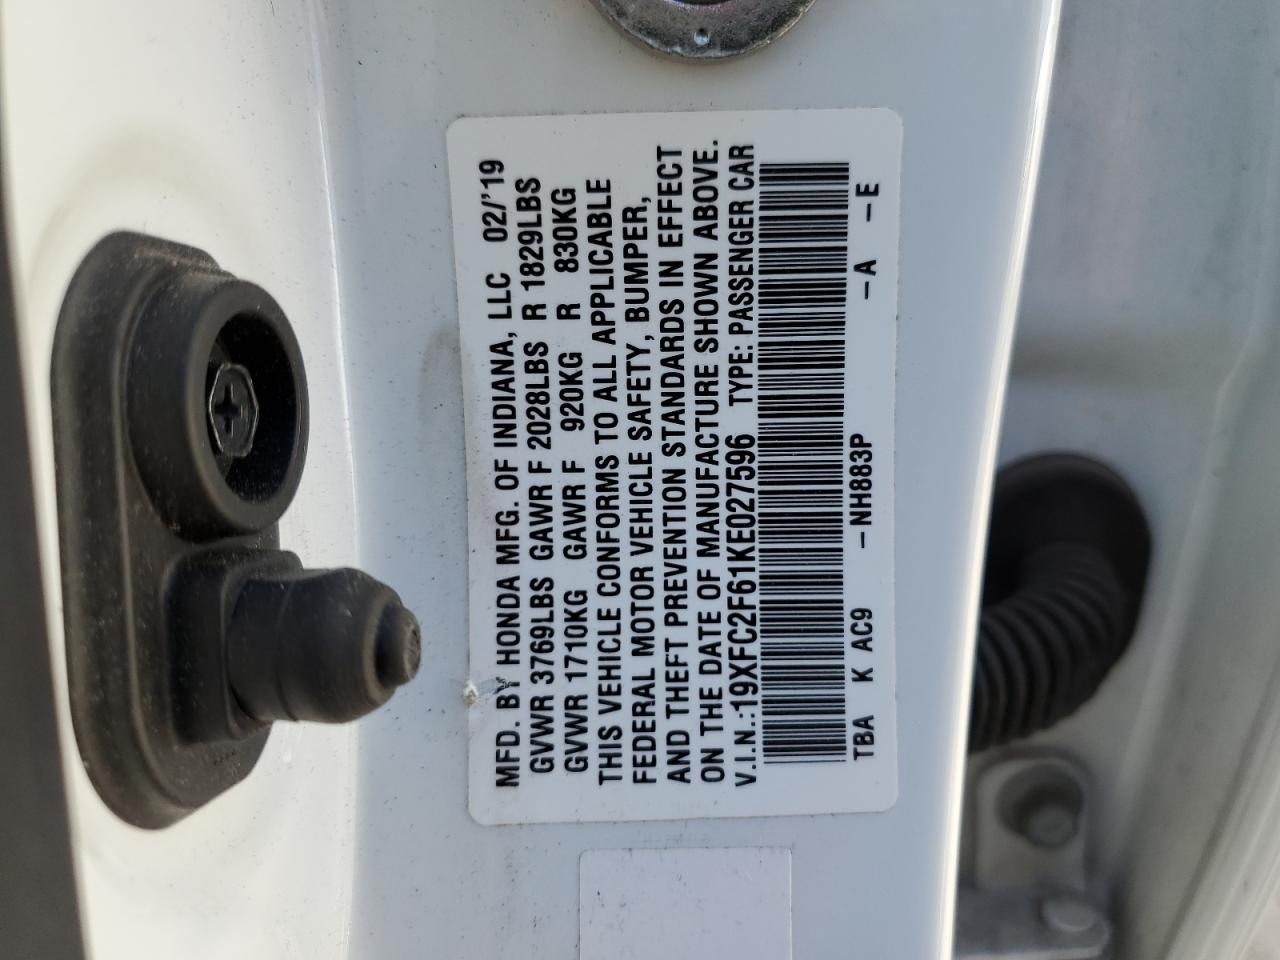 MFD. BY HONDA MFG. OF INDIANA, LLC 02/'19
GVWR 3769LBS GAWR F 2028LBS R 1829LBS
GVWR 1710KG GAWR F 920KG R 830KG
THIS VEHICLE CONFORMS TO ALL APPLICABLE
FEDERAL MOTOR VEHICLE SAFETY, BUMPER,
AND THEFT PREVENTION STANDARDS IN EFFECT
ON THE DATE OF MANUFACTURE SHOWN ABOVE.
V.I.N.:19XFC2F61KE027596 TYPE: PASSENGER CAR
TBA K AC9 -NH883P -A -E